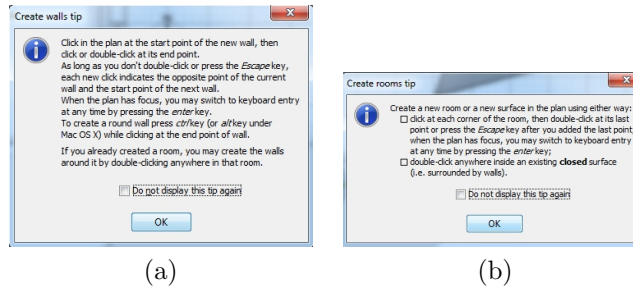 Create walls tip
Click in the plan at the start point of the new wall, then
click or double-click at its end point.
As long as you don't double-click or press the Escape key,
each new click indicates the opposite point of the current
wall and the start point of the next wall.
When the plan has focus, you may switch to keyboard entry
at any time by pressing the enter key.
To create a round wall press ctrl key (or alt key under
Mac OS X) while clicking at the end point of wall.
If you already created a room, you may create the walls
around it by double-clicking anywhere in that room.
Do not display this tip again
OK
(a)
Create rooms tip
Create a new room or a new surface in the plan using either way:
click at each corner of the room, then double-click at its last
point or press the Escape key after you added the last point;
when the plan has focus, you may switch to keyboard entry
at any time by pressing the enter key;
double-click anywhere inside an existing closed surface
(i.e. surrounded by walls).
Do not display this tip again
OK
(b)